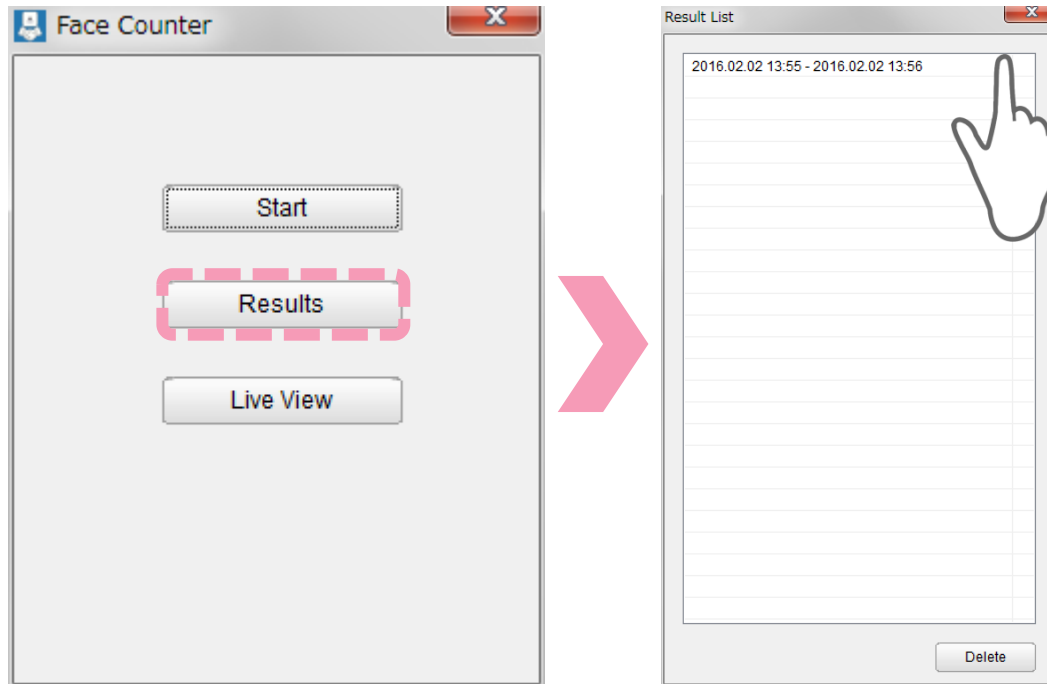 Face Counter
Start
Results
Live View
Result List
2016.02.02 13:55 - 2016.02.02 13:56
Delete